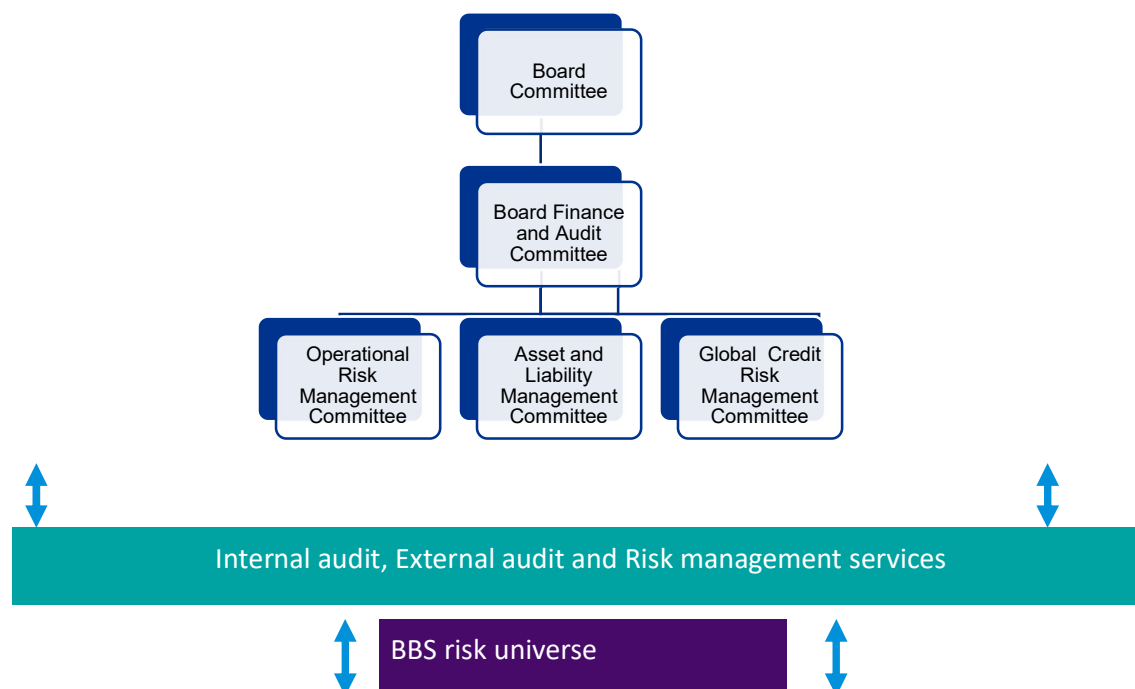 Board
Committee
Board Finance
and Audit
Committee
Operational
Risk
Management
Committee
Asset and
Liability
Management
Committee
Global Credit
Risk
Management
Committee
Internal audit, External audit and Risk management services
BBS risk universe